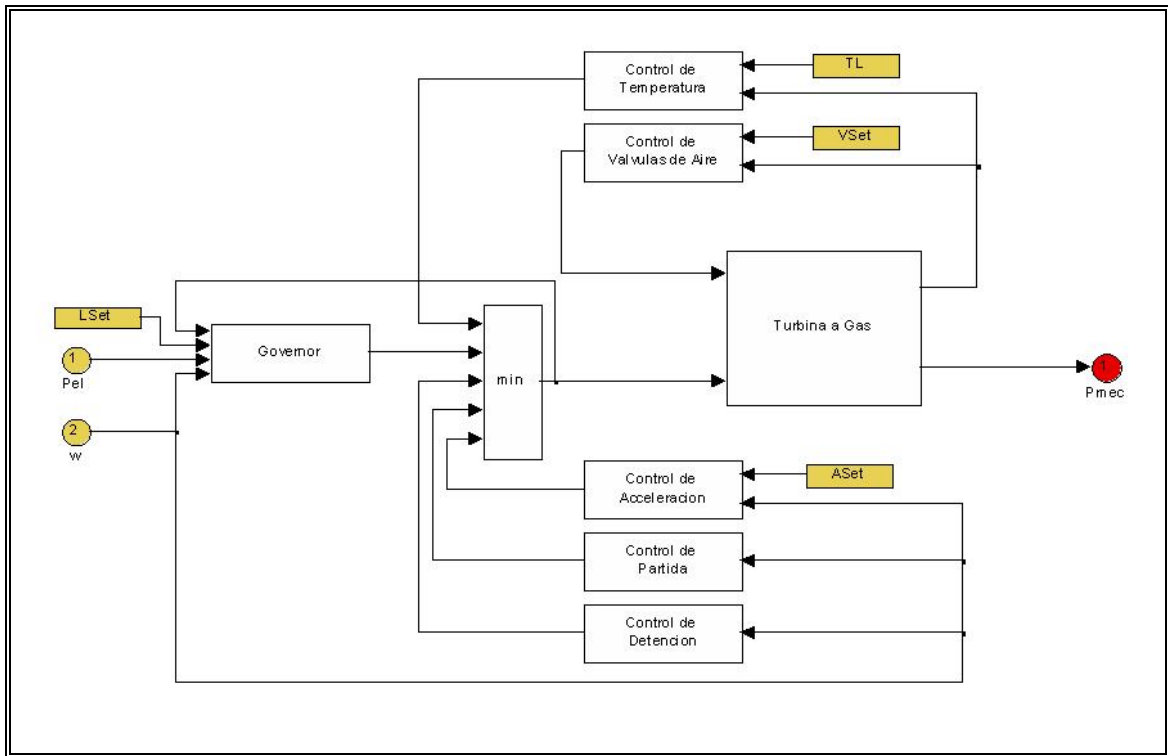 Control de
Temperatura
TL
Control de
Valvulas de Aire
VSet
LSet
Governor
1
Pel
2
w
min
Turbina a Gas
1
Pmec
Control de
Acceleracion
ASet
Control de
Partida
Control de
Detencion